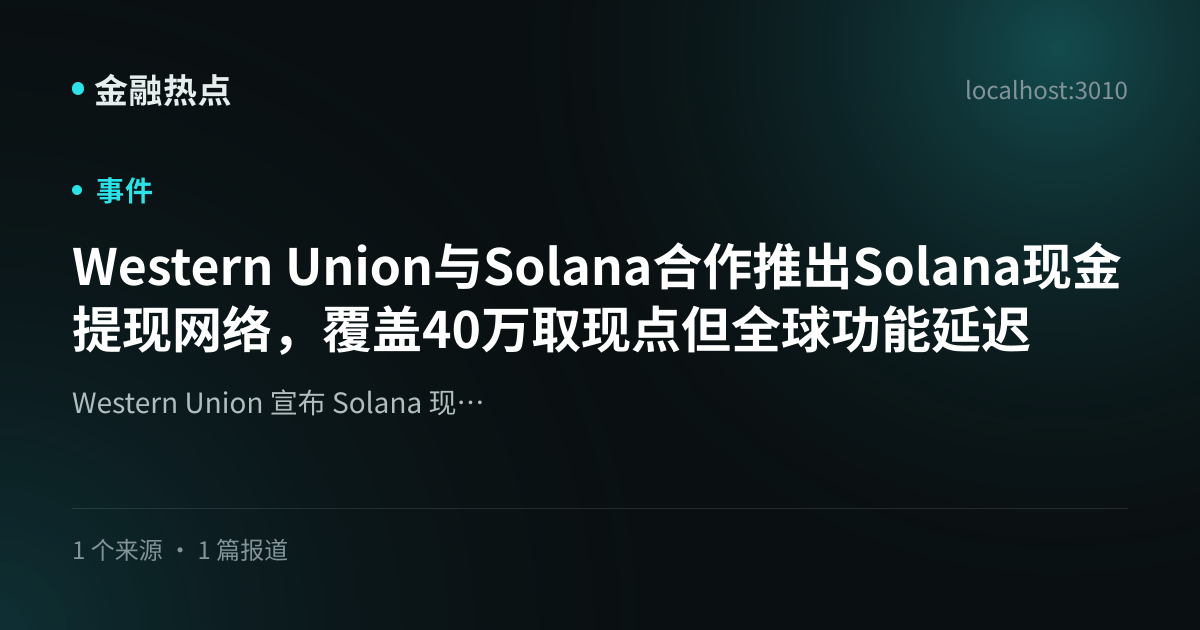 金融热点
localhost:3010
事件
Western Union与Solana合作推出Solana现金
提现网络，覆盖40万取现点但全球功能延迟
Western Union 宣布 Solana 现…
1 个来源 · 1 篇报道